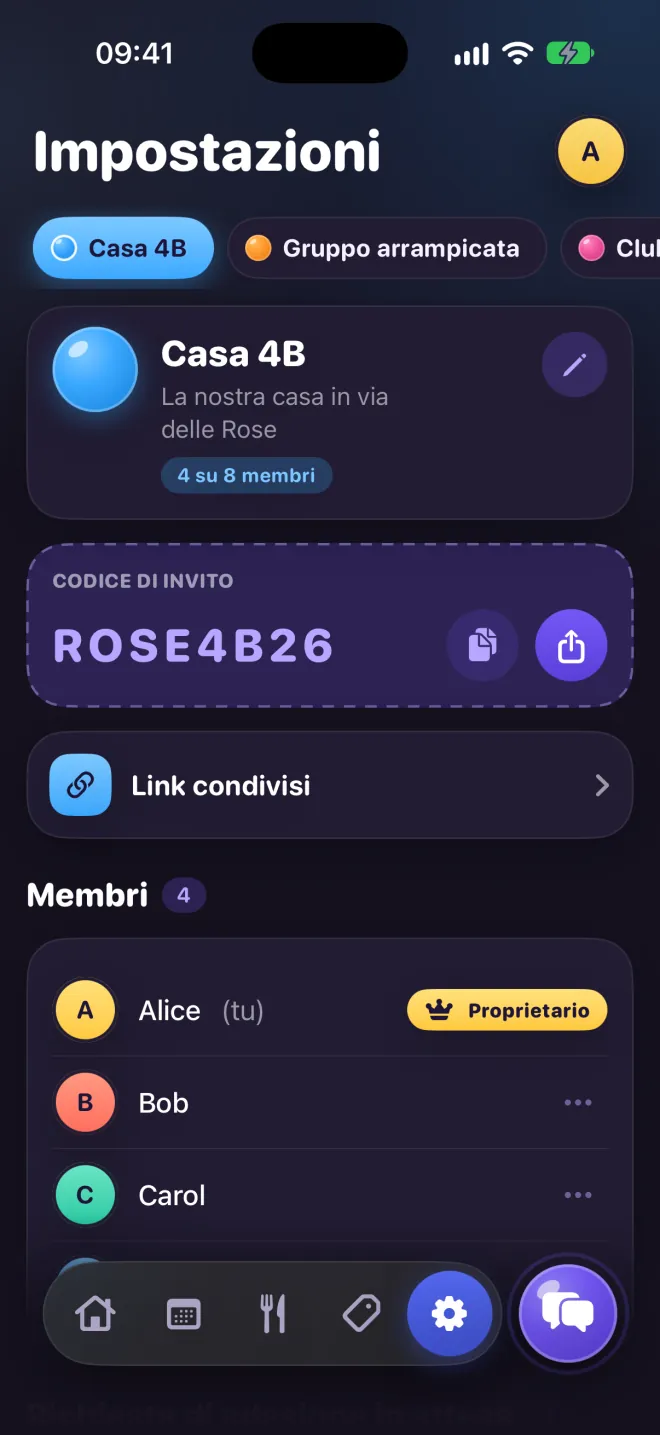 09:41
Impostazioni
A
Casa 4B
Gruppo arrampicata
Casa 4B
La nostra casa in via
delle Rose
4 su 8 membri
CODICE DI INVITO
ROSE4B26
Link condivisi
Membri 4
A Alice (tu) Proprietario
B Bob
C Carol